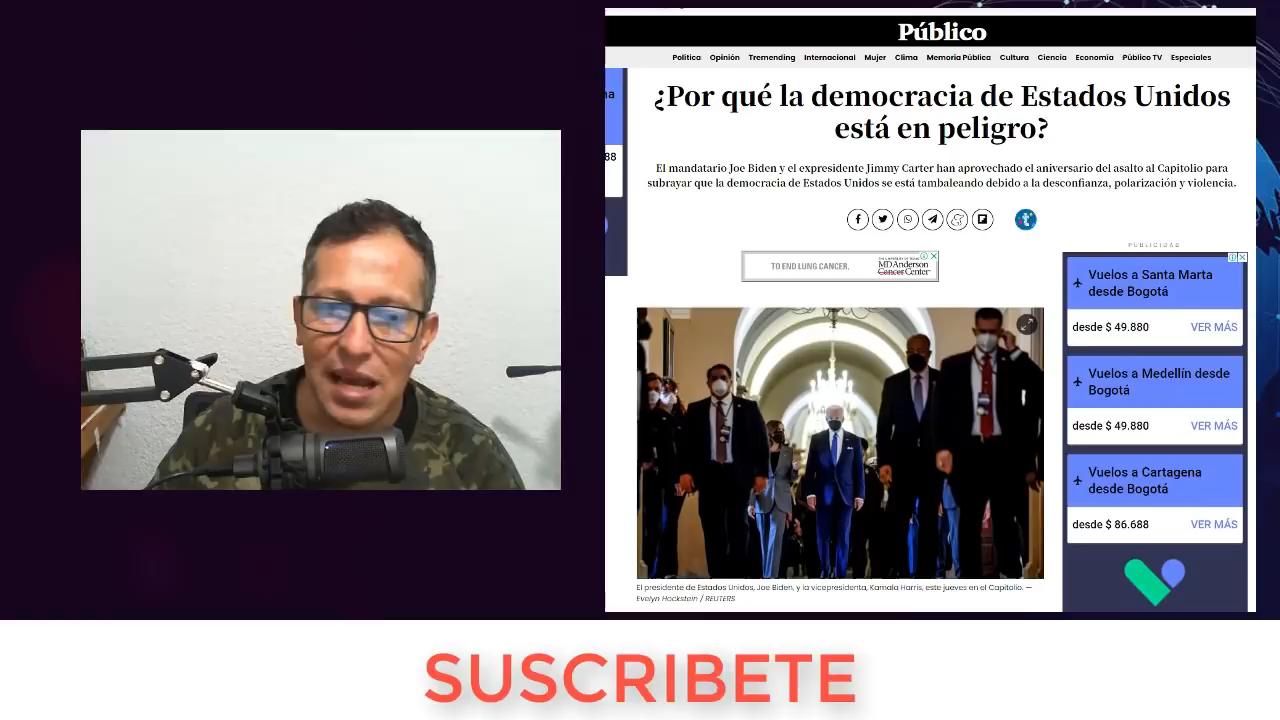 Público
Política Opinión Tremending Internacional Mujer Clima Memoria Pública Cultura Ciencia Economía Público TV Especiales
¿Por qué la democracia de Estados Unidos
está en peligro?
El mandatario Joe Biden y el expresidente Jimmy Carter han aprovechado el aniversario del asalto al Capitolio para
subrayar que la democracia de Estados Unidos se está tambaleando debido a la desconfianza, polarización y violencia.
na
88
PUBLICIDAD
TO END LUNG CANCER.
MD Anderson
Cancer Center
Vuelos a Santa Marta
desde Bogotá
desde $ 49.880 VER MÁS
Vuelos a Medellín desde
Bogotá
desde $ 49.880 VER MÁS
Vuelos a Cartagena
desde Bogotá
desde $ 86.688 VER MÁS
El presidente de Estados Unidos, Joe Biden, y la vicepresidenta, Kamala Harris, este jueves en el Capitolio. —
Evelyn Hockstein / REUTERS
SUSCRIBETE